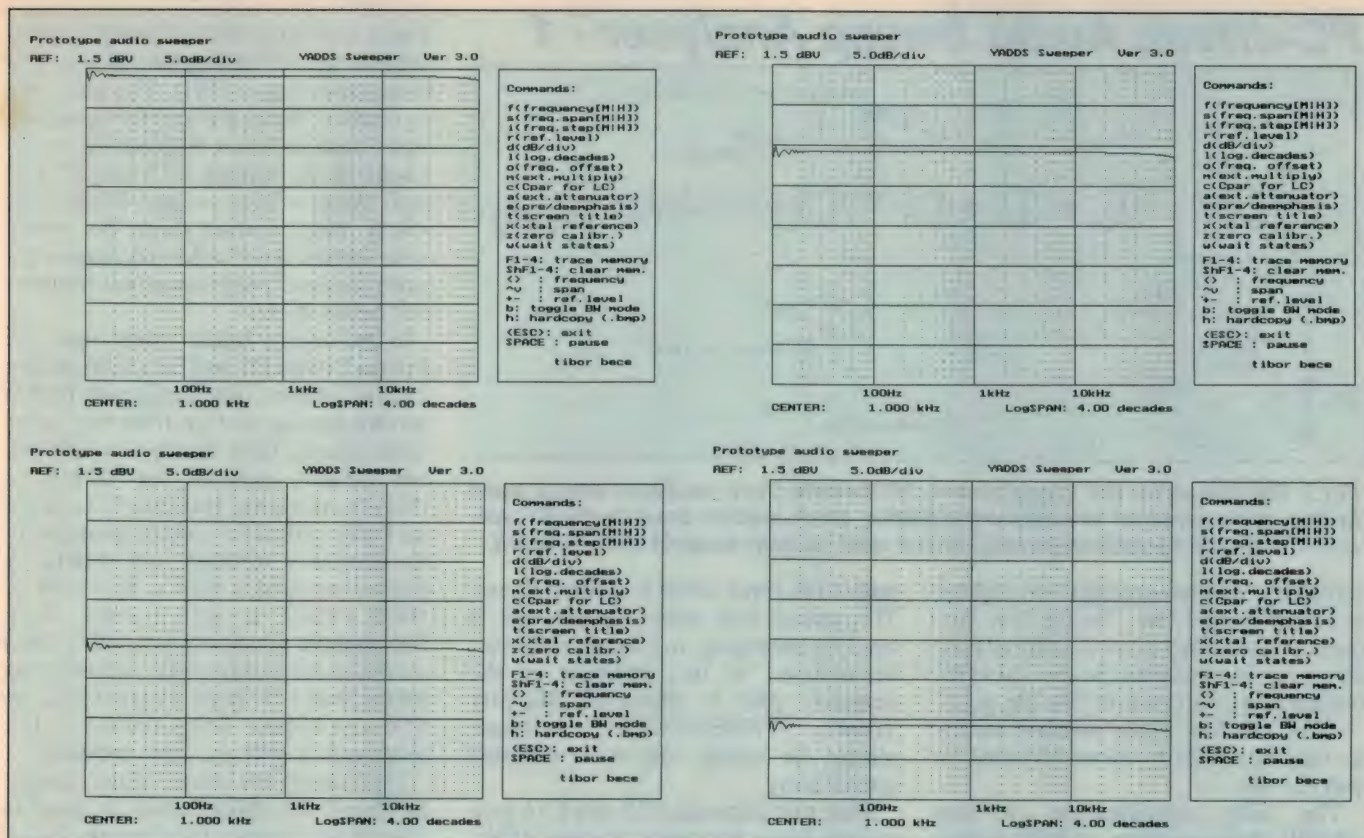 Prototype audio sweeper
REF: 1.5 dBV 5.0dB/div YADDS Sweeper Ver 3.0
Commands:
f(frequency[M|H])
s(freq.span[M|H])
i(freq.step[M|H])
r(ref.level)
d(dB/div)
l(log.decades)
o(freq. offset)
m(ext.multiply)
c(Cpar for LC)
a(ext.attenuator)
e(pre/deemphasis)
t(screen title)
x(xtal reference)
z(zero calibr.)
w(wait states)
F1-4: trace memory
ShF1-4: clear mem.
<> : frequency
^v : span
+- : ref.level
b: toggle BW mode
h: hardcopy (.bmp)
<ESC>: exit
SPACE : pause
tibor bece
100Hz 1kHz 10kHz
CENTER: 1.000 kHz LogSPAN: 4.00 decades
Prototype audio sweeper
REF: 1.5 dBV 5.0dB/div YADDS Sweeper Ver 3.0
Commands:
f(frequency[M|H])
s(freq.span[M|H])
i(freq.step[M|H])
r(ref.level)
d(dB/div)
l(log.decades)
o(freq. offset)
m(ext.multiply)
c(Cpar for LC)
a(ext.attenuator)
e(pre/deemphasis)
t(screen title)
x(xtal reference)
z(zero calibr.)
w(wait states)
F1-4: trace memory
ShF1-4: clear mem.
<> : frequency
^v : span
+- : ref.level
b: toggle BW mode
h: hardcopy (.bmp)
<ESC>: exit
SPACE : pause
tibor bece
100Hz 1kHz 10kHz
CENTER: 1.000 kHz LogSPAN: 4.00 decades
Prototype audio sweeper
REF: 1.5 dBV 5.0dB/div YADDS Sweeper Ver 3.0
Commands:
f(frequency[M|H])
s(freq.span[M|H])
i(freq.step[M|H])
r(ref.level)
d(dB/div)
l(log.decades)
o(freq. offset)
m(ext.multiply)
c(Cpar for LC)
a(ext.attenuator)
e(pre/deemphasis)
t(screen title)
x(xtal reference)
z(zero calibr.)
w(wait states)
F1-4: trace memory
ShF1-4: clear mem.
<> : frequency
^v : span
+- : ref.level
b: toggle BW mode
h: hardcopy (.bmp)
<ESC>: exit
SPACE : pause
tibor bece
100Hz 1kHz 10kHz
CENTER: 1.000 kHz LogSPAN: 4.00 decades
Prototype audio sweeper
REF: 1.5 dBV 5.0dB/div YADDS Sweeper Ver 3.0
Commands:
f(frequency[M|H])
s(freq.span[M|H])
i(freq.step[M|H])
r(ref.level)
d(dB/div)
l(log.decades)
o(freq. offset)
m(ext.multiply)
c(Cpar for LC)
a(ext.attenuator)
e(pre/deemphasis)
t(screen title)
x(xtal reference)
z(zero calibr.)
w(wait states)
F1-4: trace memory
ShF1-4: clear mem.
<> : frequency
^v : span
+- : ref.level
b: toggle BW mode
h: hardcopy (.bmp)
<ESC>: exit
SPACE : pause
tibor bece
100Hz 1kHz 10kHz
CENTER: 1.000 kHz LogSPAN: 4.00 decades